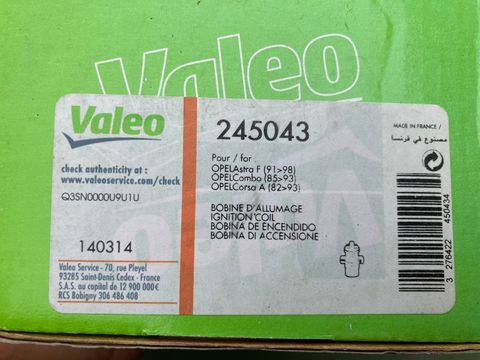 Valeo
Valeo
check authenticity at :
www.valeoservice.com/check
Q3SN0000U9U1U
140314
Valeo Service - 70, rue Pleyel
93285 Saint-Denis Cedex - France
S.A.S. au capital de 12 900 000€
RCS Bobigny 306 486 408
245043
Pour / for :
OPELAstra F (91>98)
OPELCombo (85>93)
OPELCorsa A (82>93)
BOBINE D'ALLUMAGE
IGNITION COIL
BOBINA DE ENCENDIDO
BOBINA DI ACCENSIONE
MADE IN FRANCE /
مصنوع في فرنسا
3 276422 450434